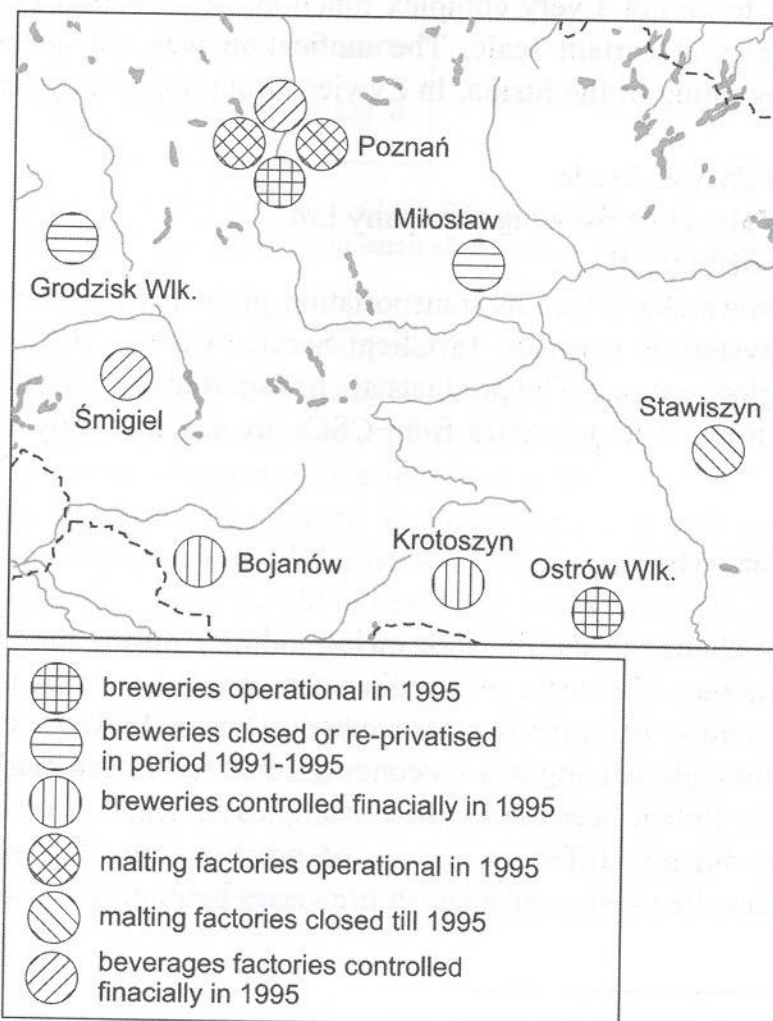 Poznań
Miłosław
Grodzisk Wlk.
Śmigiel
Stawiszyn
Krotoszyn
Bojanów
Ostrów Wlk.
breweries operational in 1995
breweries closed or re-privatised
in period 1991-1995
breweries controlled finacially in 1995
malting factories operational in 1995
malting factories closed till 1995
beverages factories controlled
finacially in 1995